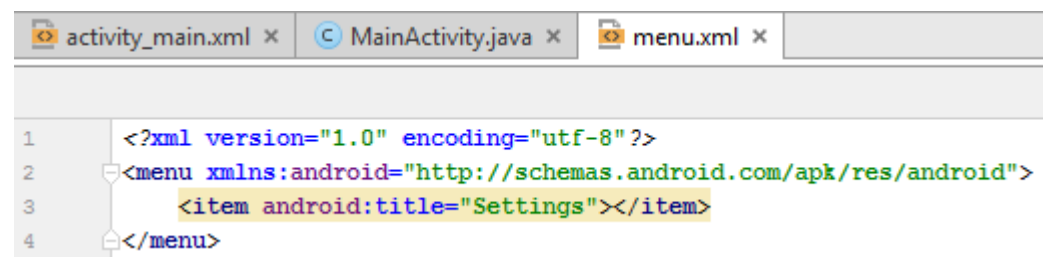 activity_main.xml × C MainActivity.java × menu.xml ×
1 <?xml version="1.0" encoding="utf-8"?>
2 <menu xmlns:android="http://schemas.android.com/apk/res/android">
3 <item android:title="Settings"></item>
4 </menu>